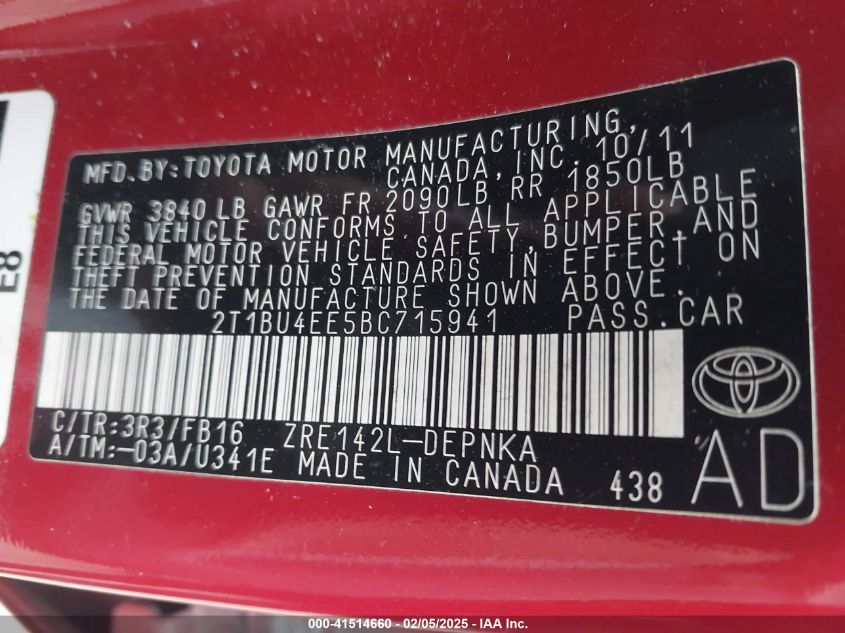 E8
MFD. BY: TOYOTA MOTOR MANUFACTURING,
CANADA, INC. 10/11
GVWR 3840 LB GAWR FR 2090LB RR 1850LB
THIS VEHICLE CONFORMS TO ALL APPLICABLE
FEDERAL MOTOR VEHICLE SAFETY, BUMPER, AND
THEFT PREVENTION STANDARDS IN EFFECT ON
THE DATE OF MANUFACTURE SHOWN ABOVE.
2T1BU4EE5BC715941 PASS. CAR
C/TR: 3R3/FB16 ZRE142L-DEPNKA
A/TM: -03A/U341E MADE IN CANADA 438
AD
000-41514660 - 02/05/2025 - IAA Inc.